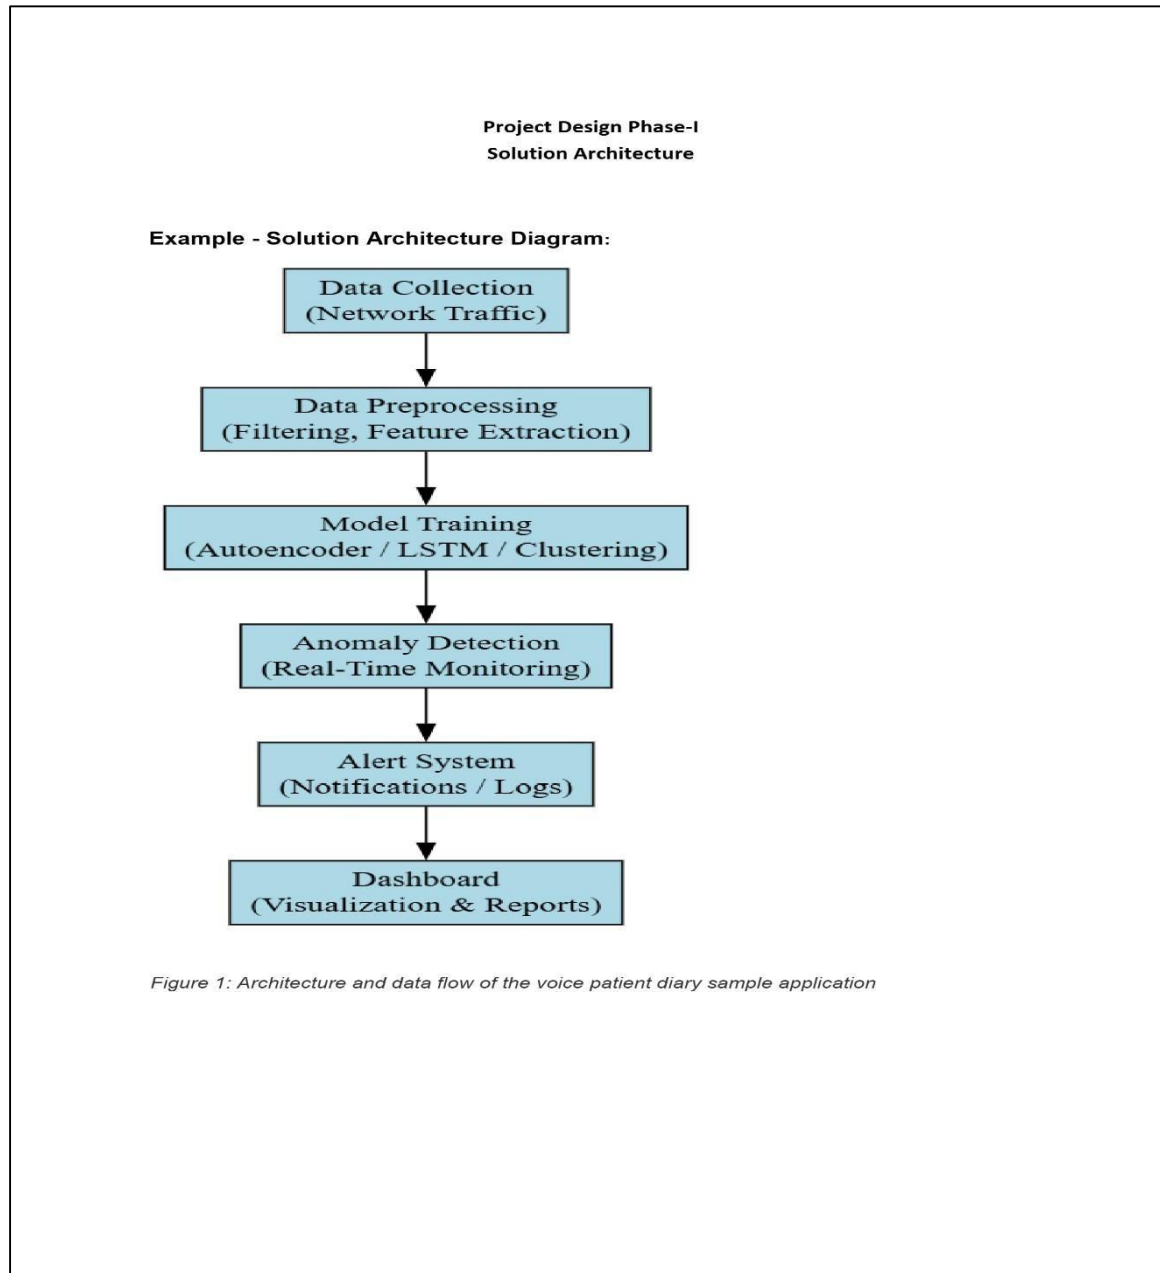 Project Design Phase-I
Solution Architecture
Example - Solution Architecture Diagram:
Data Collection
(Network Traffic)
Data Preprocessing
(Filtering, Feature Extraction)
Model Training
(Autoencoder / LSTM / Clustering)
Anomaly Detection
(Real-Time Monitoring)
Alert System
(Notifications / Logs)
Dashboard
(Visualization & Reports)
Figure 1: Architecture and data flow of the voice patient diary sample application